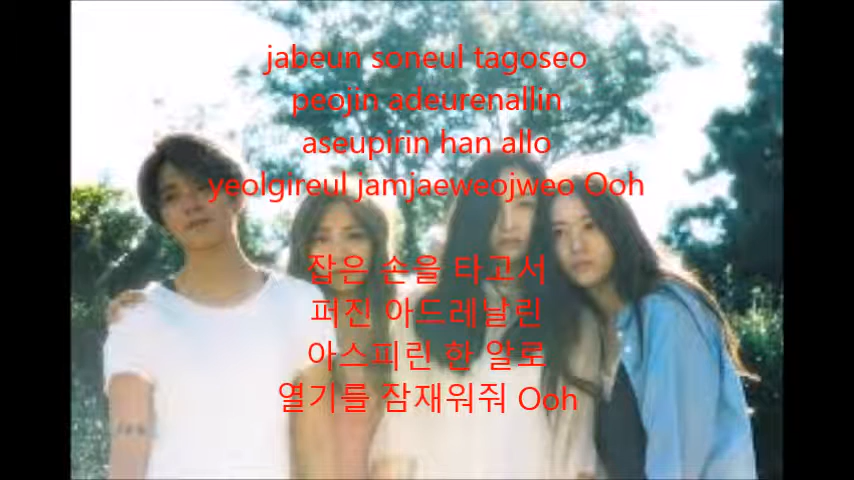 jabeun soneul tagoseo
peojin adeurenallin
aseupirin han allo
yeolgireul jamjaeweojweo Ooh
잡은 손을 타고서
퍼진 아드레날린
아스피린 한 알로
열기를 잠재워줘 Ooh